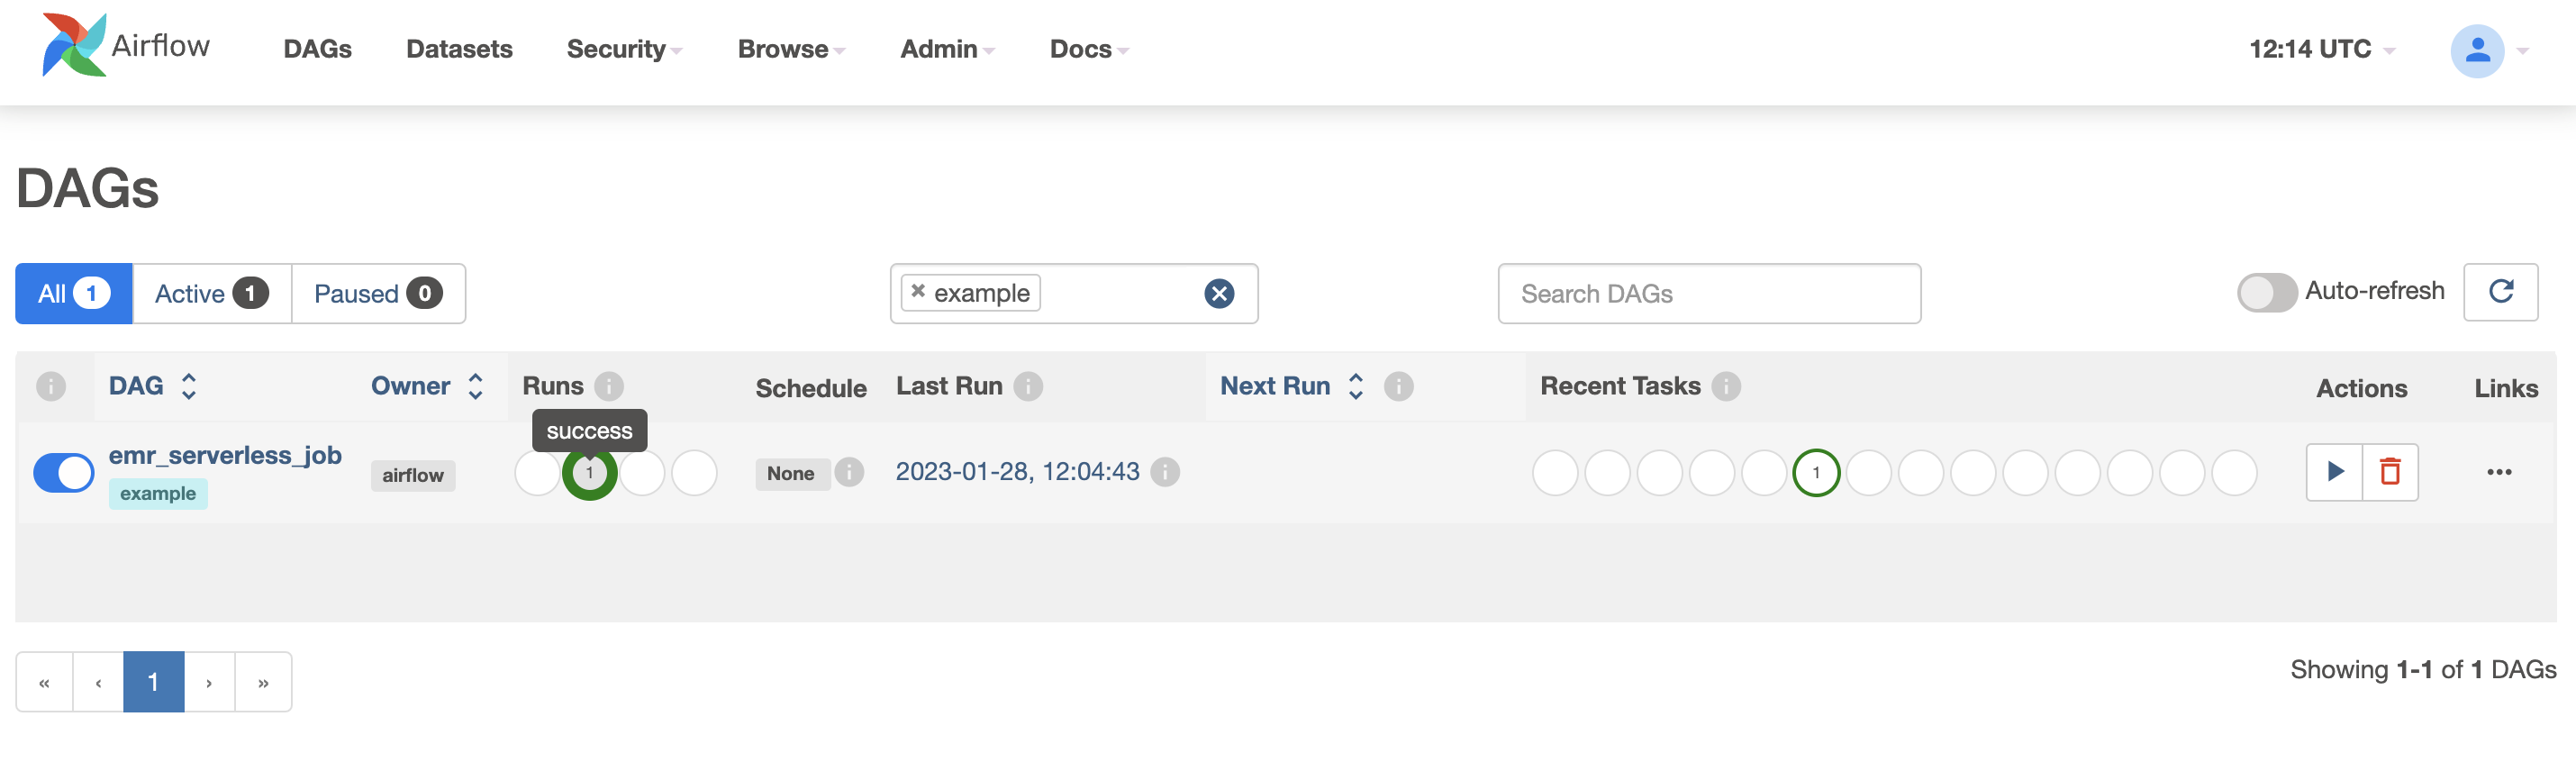 Airflow DAGs Datasets Security Browse Admin Docs 12:14 UTC
DAGs
All 1 Active 1 Paused 0 × example Search DAGs Auto-refresh
DAG Owner Runs Schedule Last Run Next Run Recent Tasks Actions Links
success
emr_serverless_job airflow 1 None 2023-01-28, 12:04:43 1
example
« ‹ 1 › » Showing 1-1 of 1 DAGs